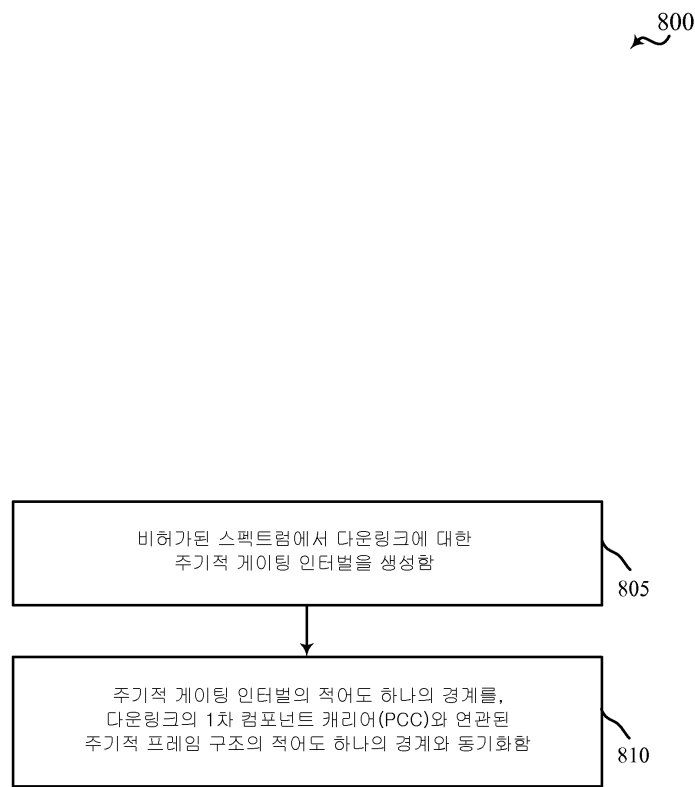 800
비허가된 스펙트럼에서 다운링크에 대한
주기적 게이팅 인터벌을 생성함
805
주기적 게이팅 인터벌의 적어도 하나의 경계를,
다운링크의 1차 컴포넌트 캐리어(PCC)와 연관된
주기적 프레임 구조의 적어도 하나의 경계와 동기화함
810